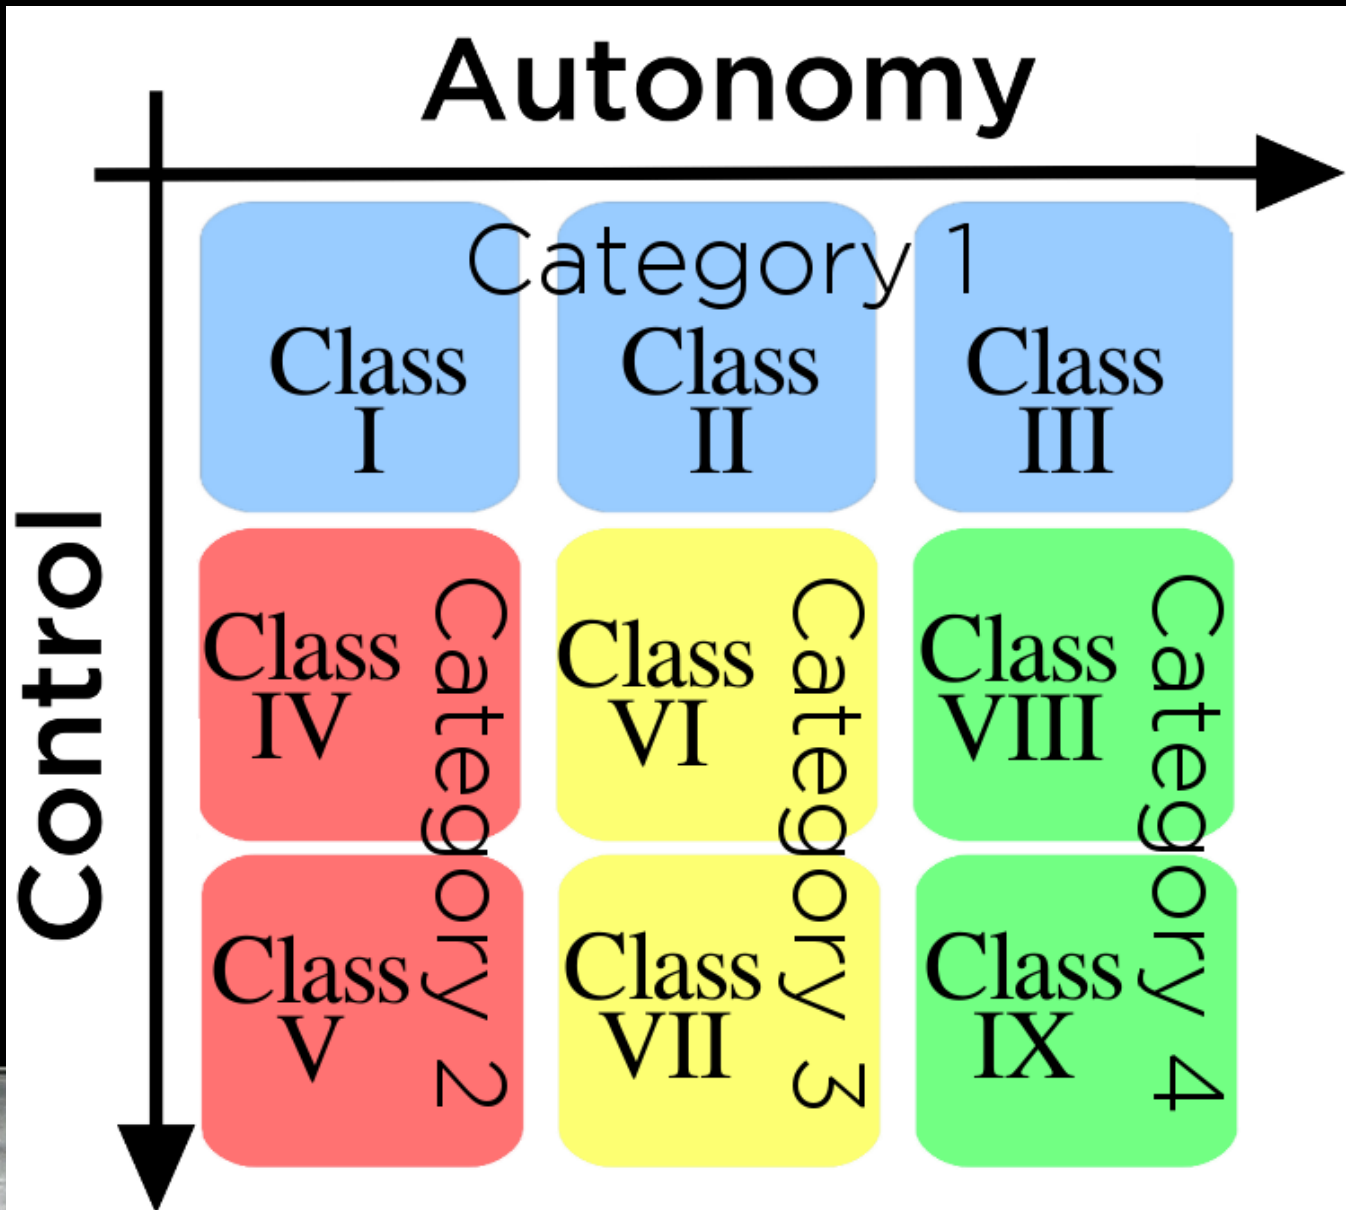 Autonomy
Control
Category 1
Class
I
Class
II
Class
III
Class
IV
Category 2
Class
VI
Category 3
Class
VIII
Category 4
Class
V
Class
VII
Class
IX